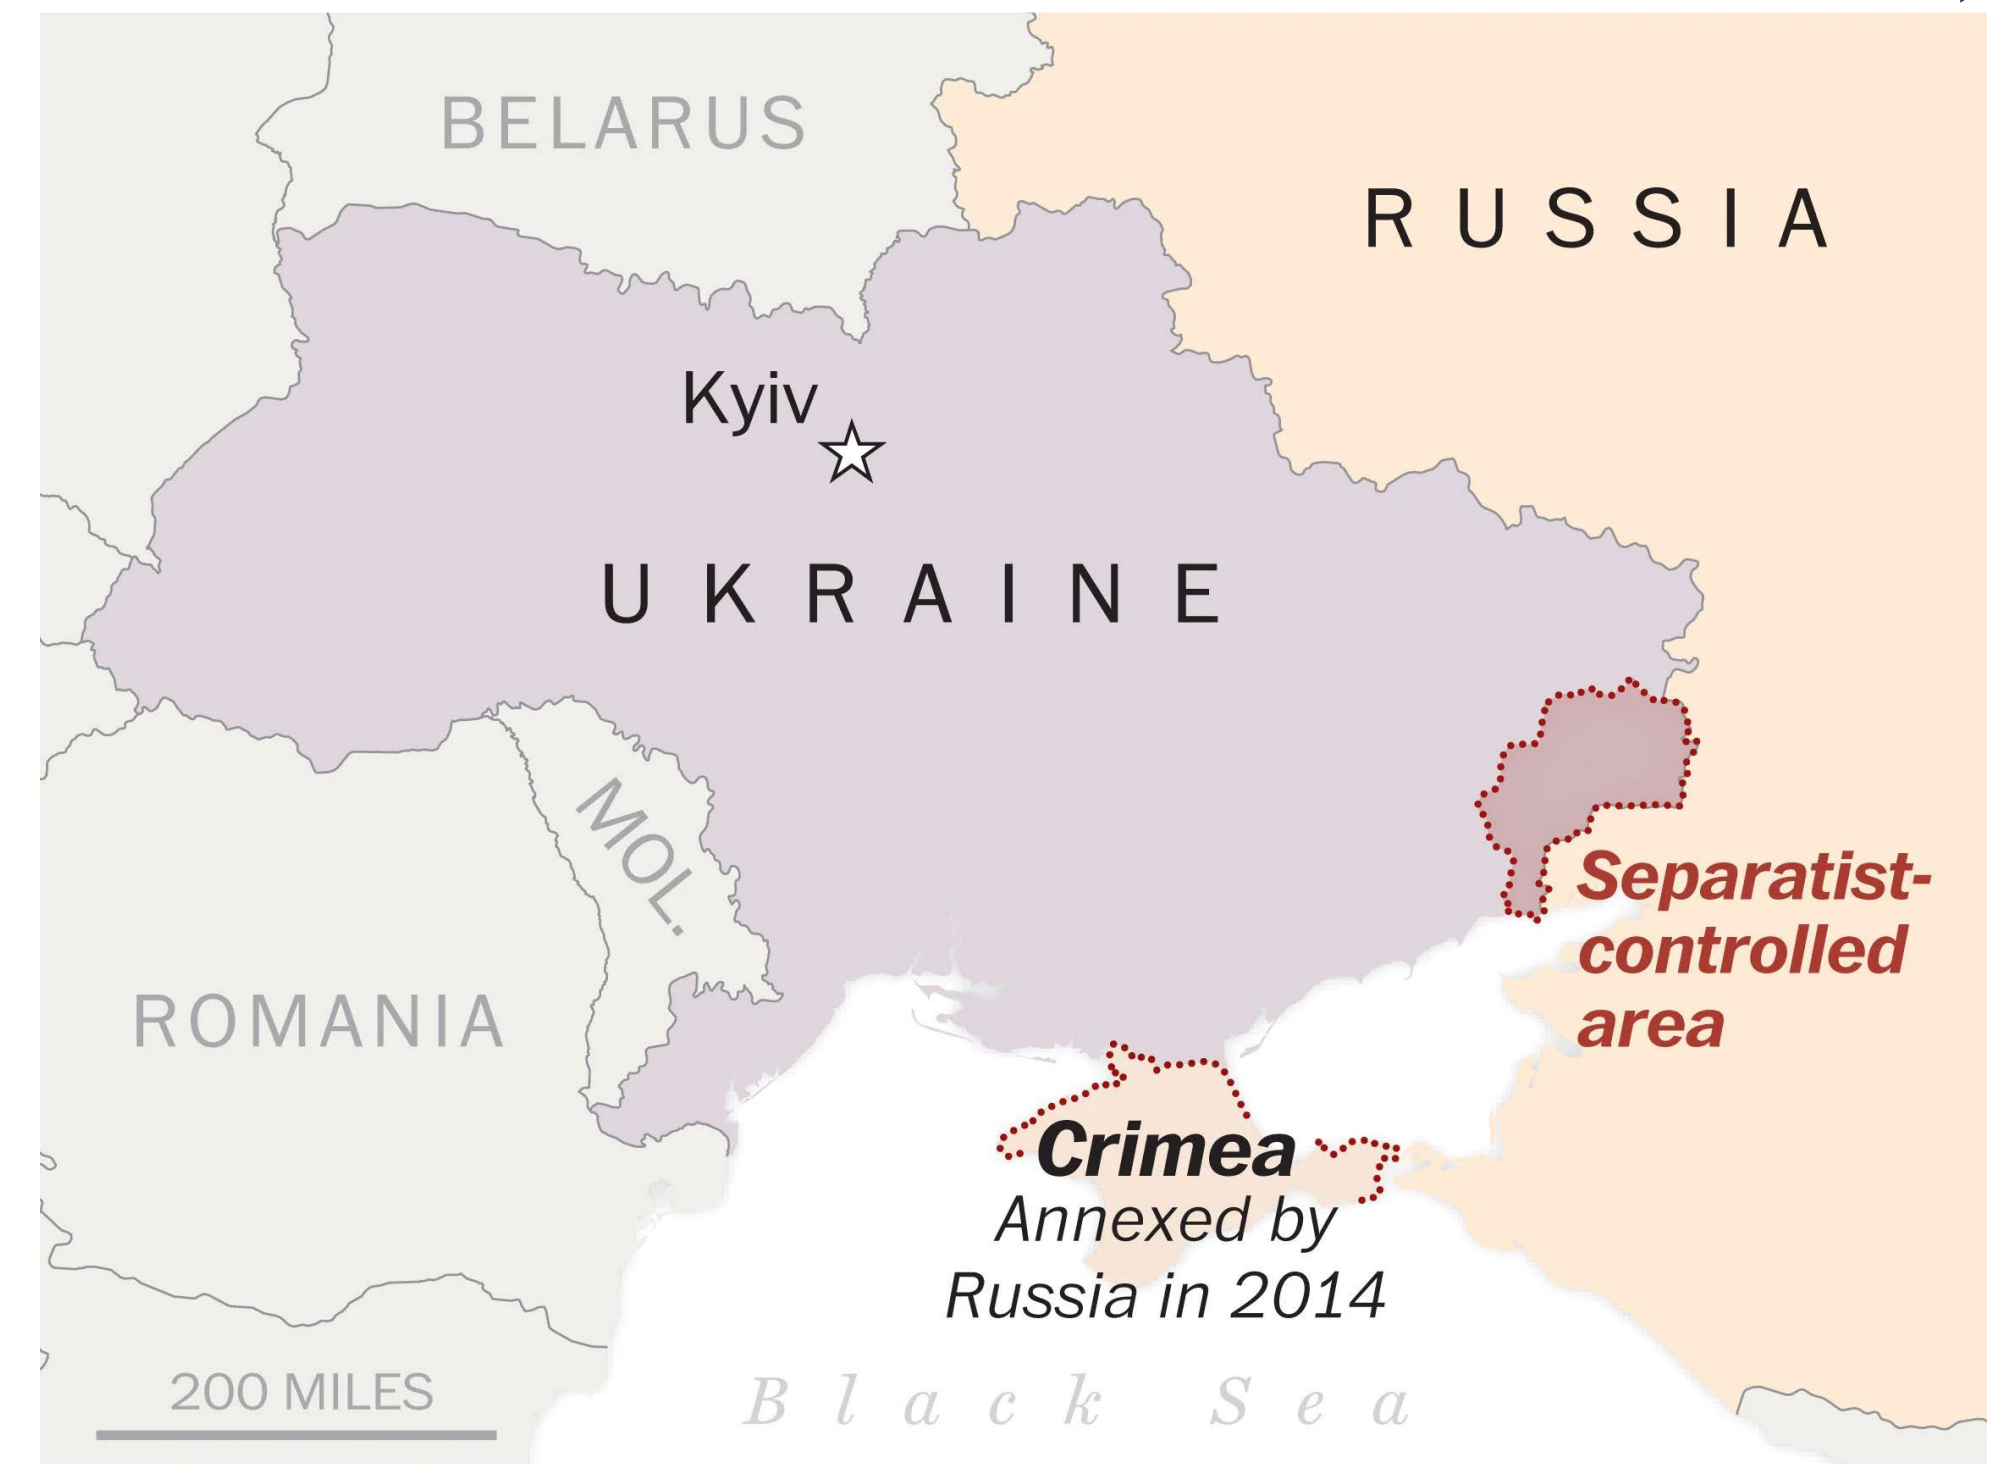 BELARUS
RUSSIA
Kyiv
UKRAINE
MOL.
Separatist-
controlled
area
ROMANIA
Crimea
Annexed by
Russia in 2014
200 MILES
Black Sea